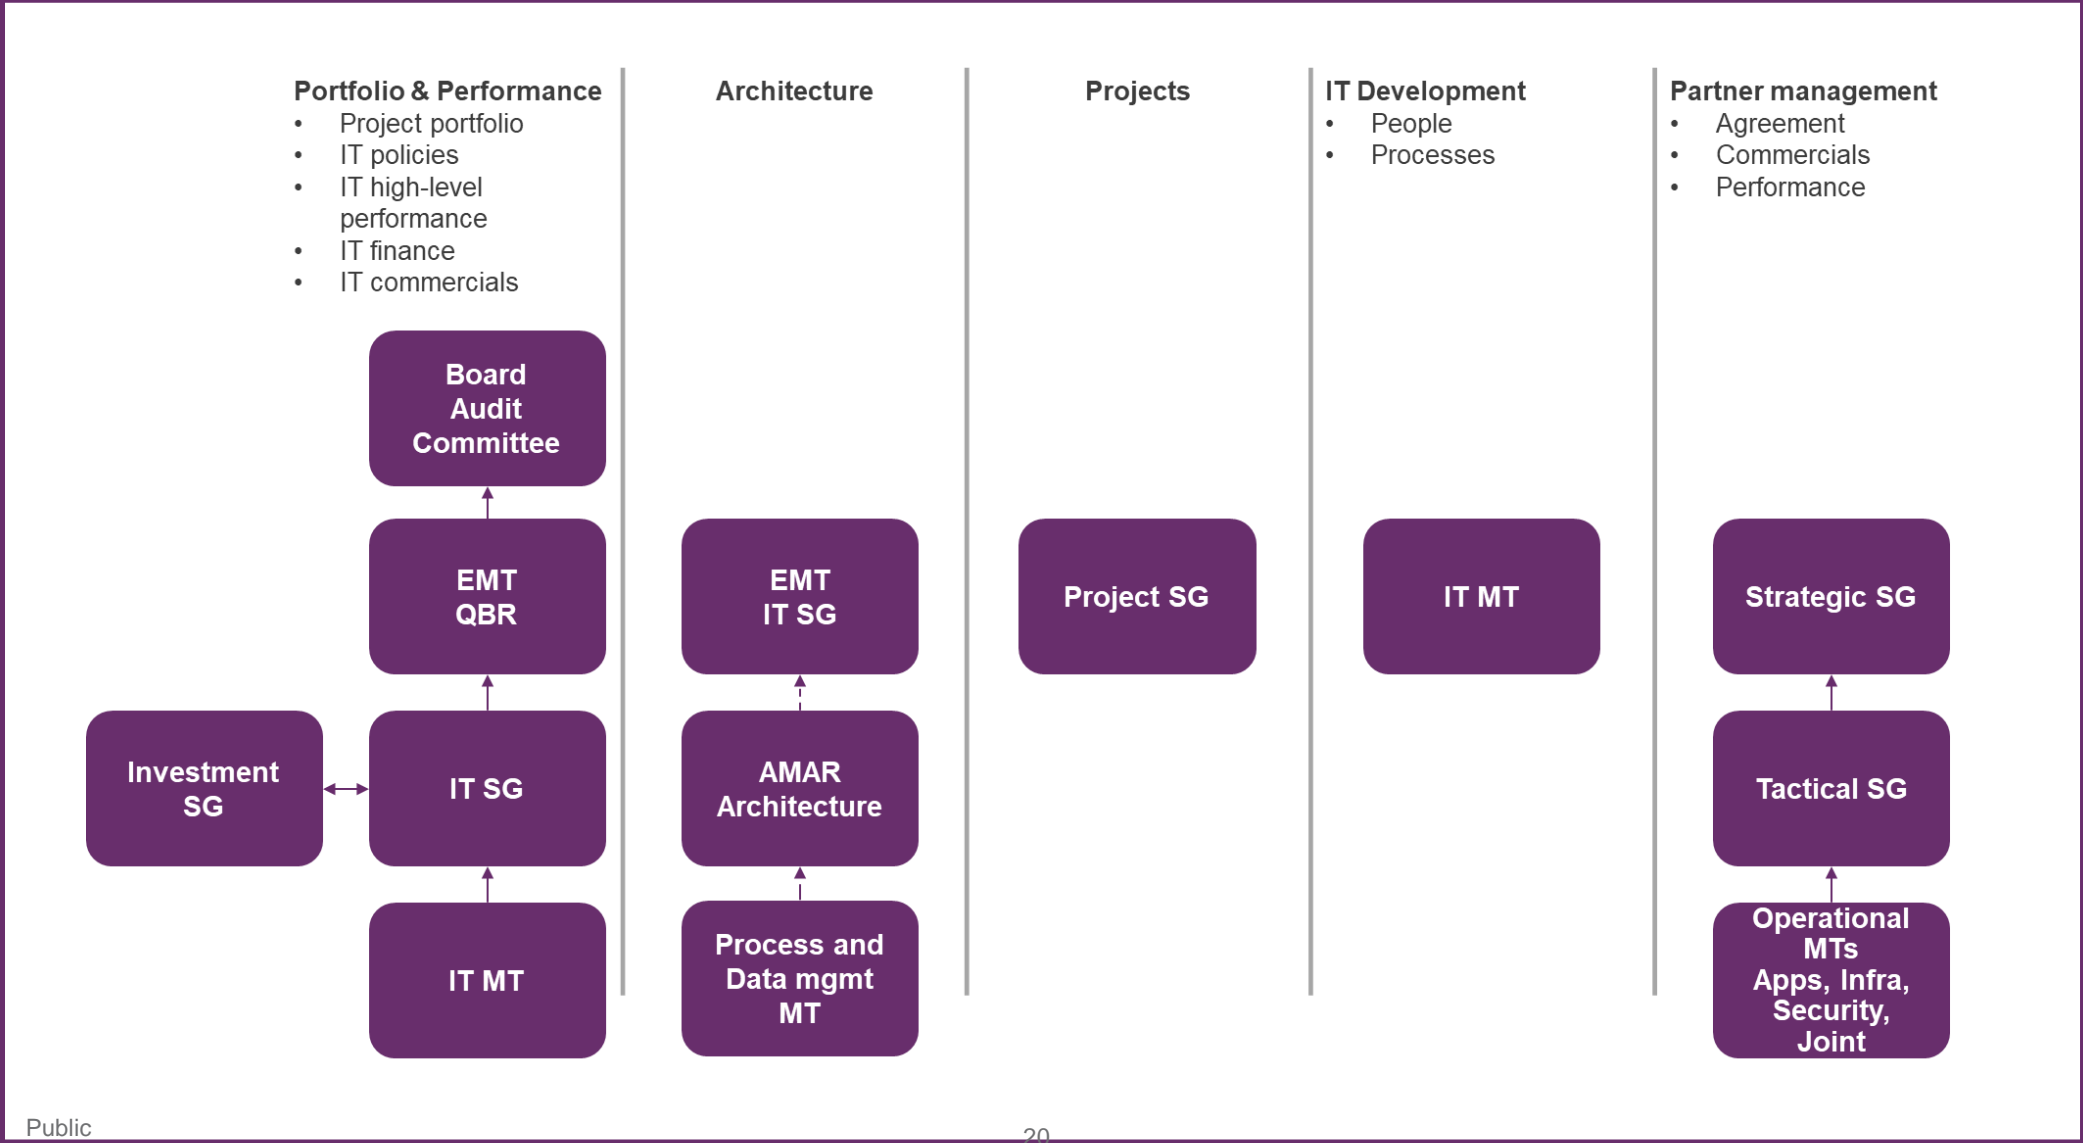 Portfolio & Performance
• Project portfolio
• IT policies
• IT high-level
performance
• IT finance
• IT commercials
Architecture
Projects
IT Development
• People
• Processes
Partner management
• Agreement
• Commercials
• Performance
Board
Audit
Committee
EMT
QBR
Investment
SG
IT SG
IT MT
EMT
IT SG
AMAR
Architecture
Process and
Data mgmt
MT
Project SG
IT MT
Strategic SG
Tactical SG
Operational
MTs
Apps, Infra,
Security,
Joint
Public
20